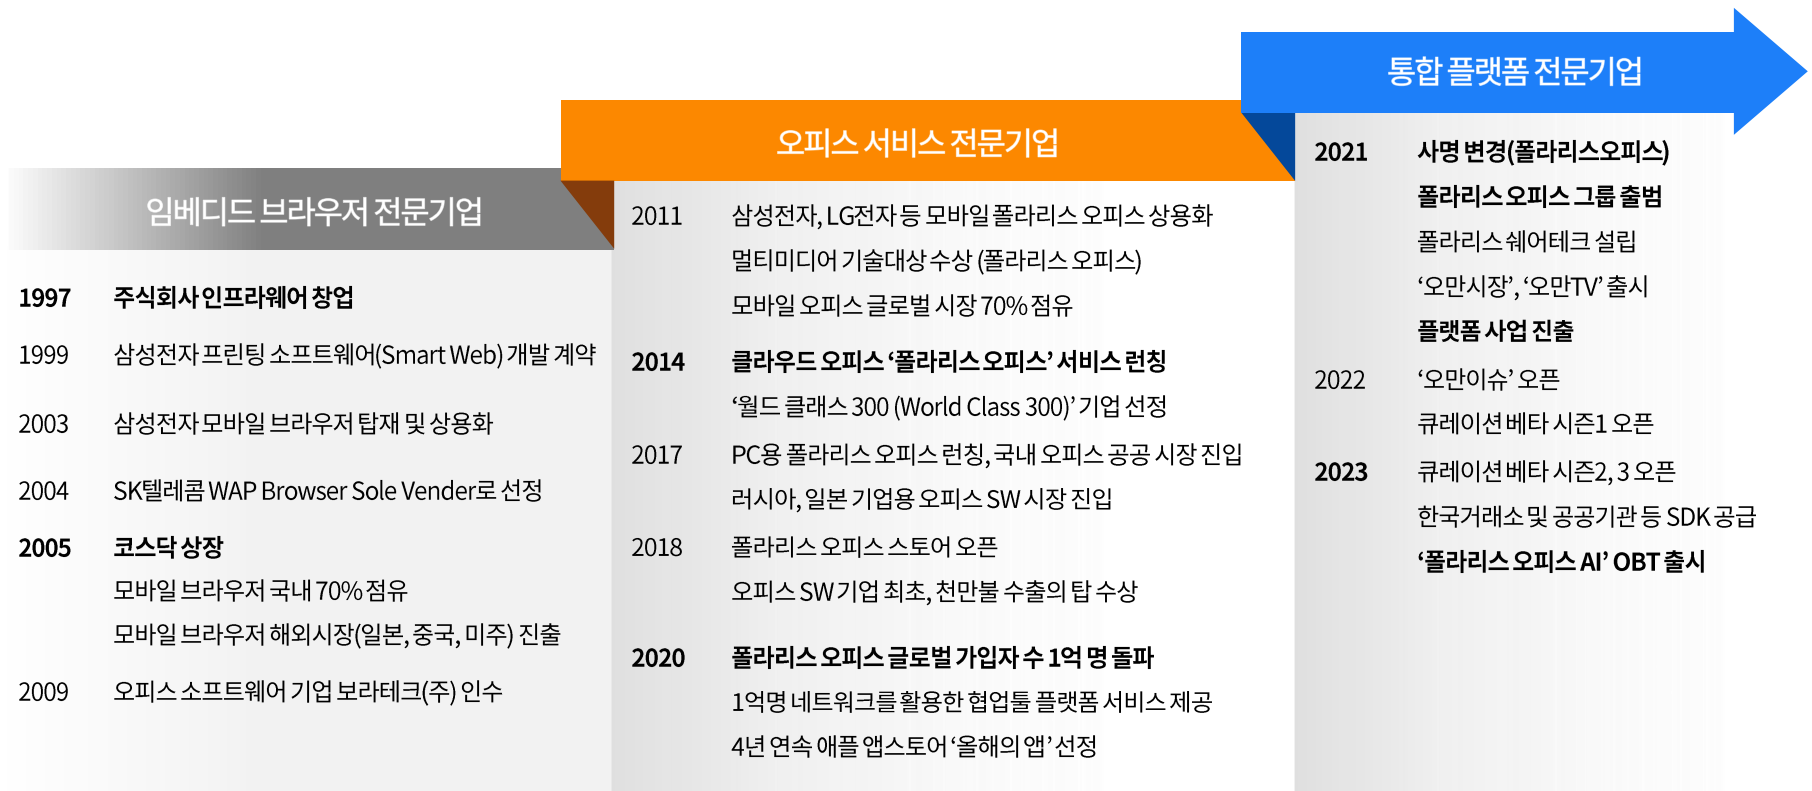 임베디드 브라우저 전문기업
1997 주식회사 인프라웨어 창업
1999 삼성전자 프린팅 소프트웨어(Smart Web) 개발 계약
2003 삼성전자 모바일 브라우저 탑재 및 상용화
2004 SK텔레콤 WAP Browser Sole Vender로 선정
2005 코스닥 상장
모바일 브라우저 국내 70% 점유
모바일 브라우저 해외시장(일본, 중국, 미주) 진출
2009 오피스 소프트웨어 기업 보라테크(주) 인수
오피스 서비스 전문기업
2011 삼성전자, LG전자 등 모바일 폴라리스 오피스 상용화
멀티미디어 기술대상 수상 (폴라리스 오피스)
모바일 오피스 글로벌 시장 70% 점유
2014 클라우드 오피스 ‘폴라리스 오피스’ 서비스 런칭
‘월드 클래스 300 (World Class 300)’ 기업 선정
2017 PC용 폴라리스 오피스 런칭, 국내 오피스 공공 시장 진입
러시아, 일본 기업용 오피스 SW 시장 진입
2018 폴라리스 오피스 스토어 오픈
오피스 SW 기업 최초, 천만불 수출의 탑 수상
2020 폴라리스 오피스 글로벌 가입자 수 1억 명 돌파
1억명 네트워크를 활용한 협업툴 플랫폼 서비스 제공
4년 연속 애플 앱스토어 ‘올해의 앱’ 선정
통합 플랫폼 전문기업
2021 사명 변경(폴라리스오피스)
폴라리스 오피스 그룹 출범
폴라리스 쉐어테크 설립
‘오만시장’, ‘오만TV’ 출시
플랫폼 사업 진출
2022 ‘오만이슈’ 오픈
큐레이션 베타 시즌1 오픈
2023 큐레이션 베타 시즌2, 3 오픈
한국거래소 및 공공기관 등 SDK 공급
‘폴라리스 오피스 AI’ OBT 출시